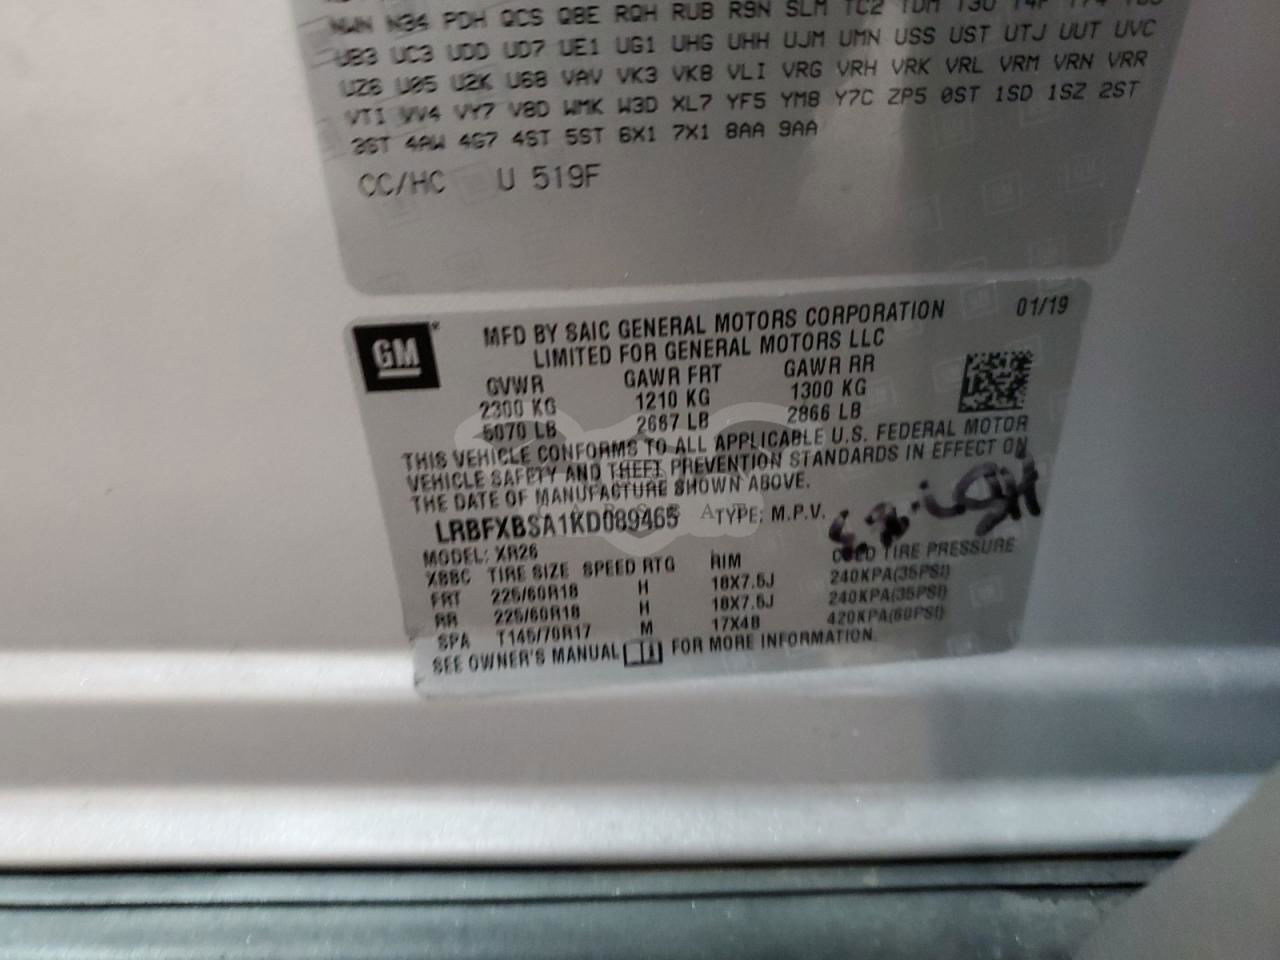 NWN N34 PDH QCS Q8E RQH RUB R9N SLM TC2 TDM T3U T4F T74
UB3 UC3 UDD UD7 UE1 UG1 UHG UHH UJM UMN USS UST UTJ UUT UVC
UZ6 U05 U2K U68 VAV VK3 VK8 VLI VRG VRH VRK VRL VRM VRN VRR
VT1 VV4 VY7 V8D WMK W3D XL7 YF5 YM8 Y7C ZP5 0ST 1SD 1SZ 2ST
3ST 4AW 4G7 4ST 5ST 6X1 7X1 8AA 9AA
CC/HC U 519F
GM® MFD BY SAIC GENERAL MOTORS CORPORATION 01/19
LIMITED FOR GENERAL MOTORS LLC
GVWR GAWR FRT GAWR RR
2300 KG 1210 KG 1300 KG
5070 LB 2667 LB 2866 LB
THIS VEHICLE CONFORMS TO ALL APPLICABLE U.S. FEDERAL MOTOR
VEHICLE SAFETY AND THEFT PREVENTION STANDARDS IN EFFECT ON
THE DATE OF MANUFACTURE SHOWN ABOVE.
LRBFXBSA1KD089465 TYPE: M.P.V.
MODEL: XR26
XBBC TIRE SIZE SPEED RTG RIM COLD TIRE PRESSURE
FRT 225/60R18 H 18X7.5J 240KPA(35PSI)
RR 225/60R18 H 18X7.5J 240KPA(35PSI)
SPA T145/70R17 M 17X4B 420KPA(60PSI)
SEE OWNER'S MANUAL FOR MORE INFORMATION.